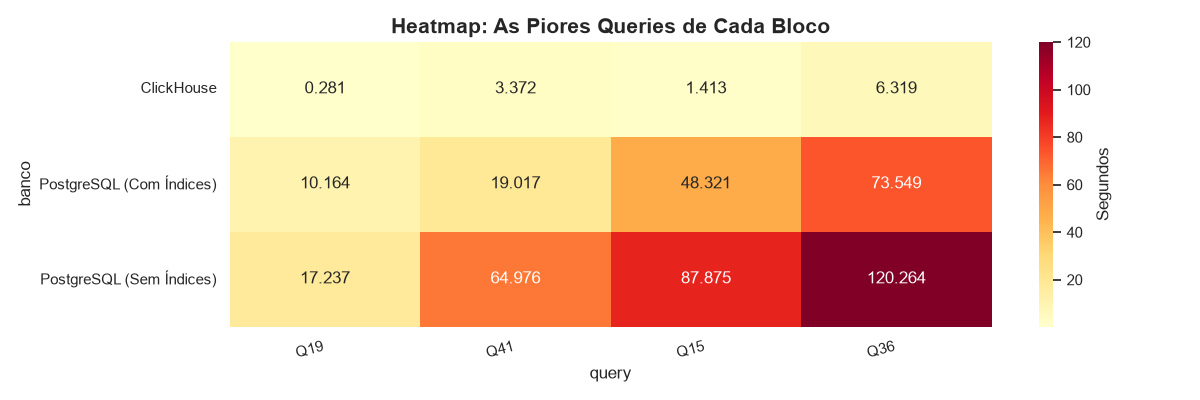 Heatmap: As Piores Queries de Cada Bloco
banco
ClickHouse 0.281 3.372 1.413 6.319
PostgreSQL (Com Índices) 10.164 19.017 48.321 73.549
PostgreSQL (Sem Índices) 17.237 64.976 87.875 120.264
Q19 Q41 Q15 Q36
query
120
100
80
60
40
20
Segundos